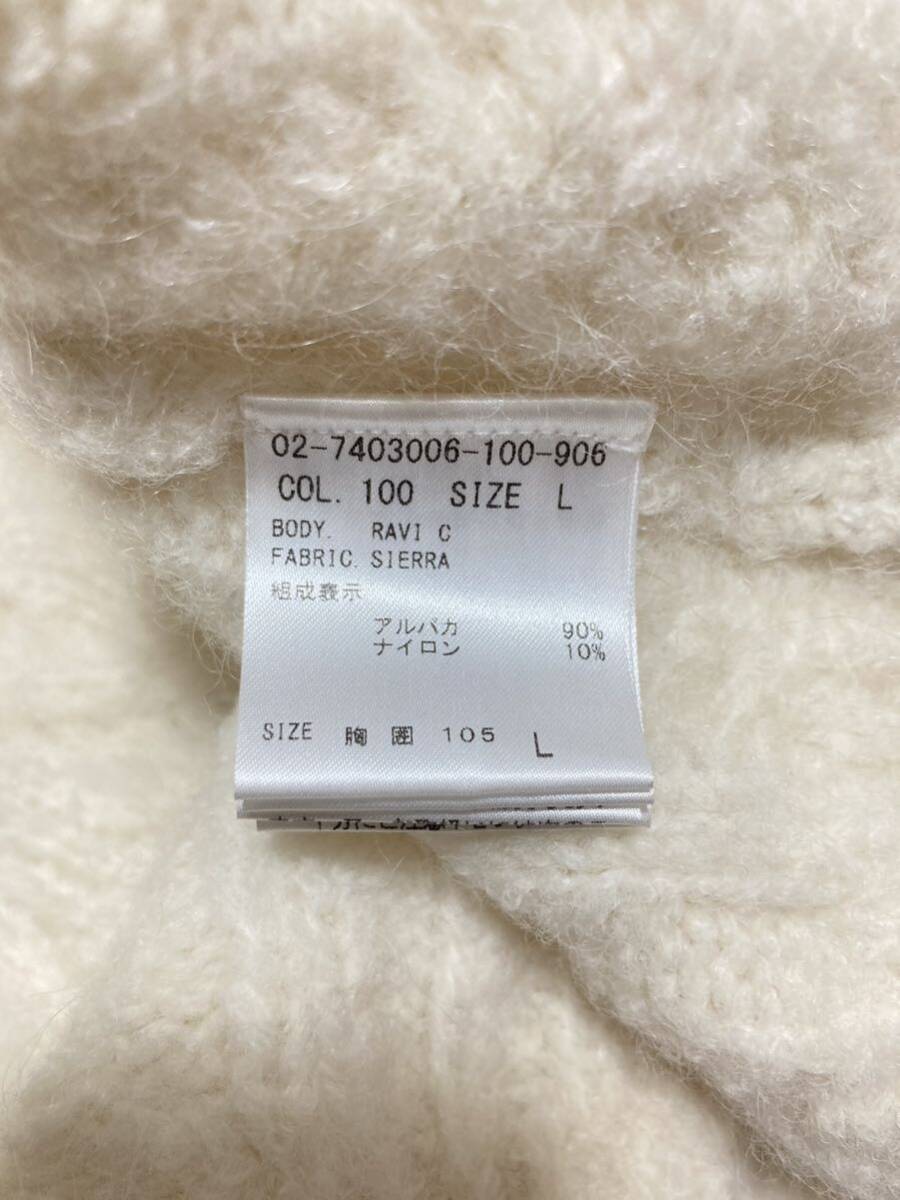 02-7403006-100-906
COL. 100 SIZE L
BODY. RAVI C
FABRIC. SIERRA
組成表示
アルパカ 90%
ナイロン 10%
SIZE 胸囲 105 L